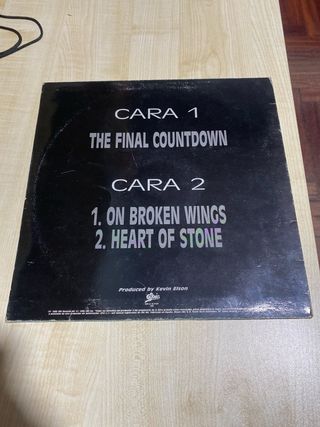 CARA 1
THE FINAL COUNTDOWN
CARA 2
1. ON BROKEN WINGS
2. HEART OF STONE
Produced by Kevin Elson
Epic